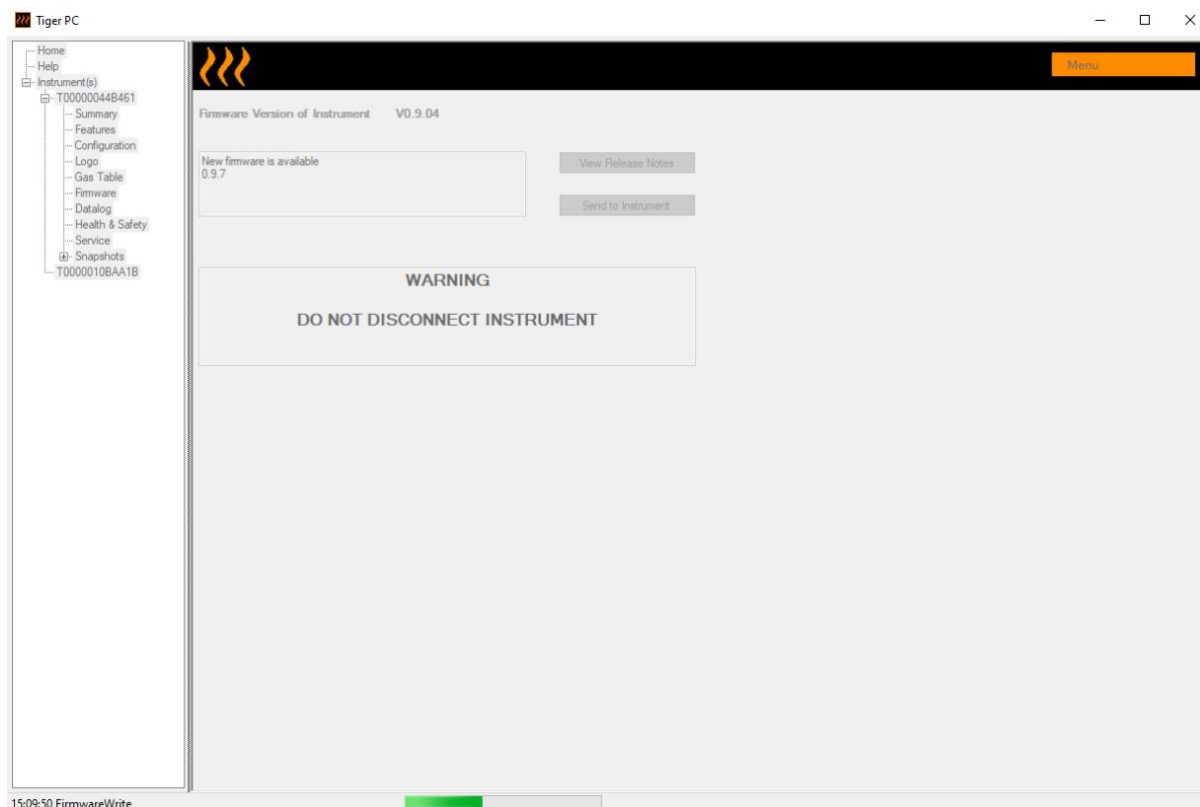 Tiger PC
Home
Help
Instrument(s)
T00000044B461
Summary
Features
Configuration
Logo
Gas Table
Firmware
Datalog
Health & Safety
Service
Snapshots
T0000010BAA1B
Menu
Firmware Version of Instrument V0.9.04
New firmware is available
0.9.7
View Release Notes
Send to Instrument
WARNING
DO NOT DISCONNECT INSTRUMENT
15:09:50 FirmwareWrite